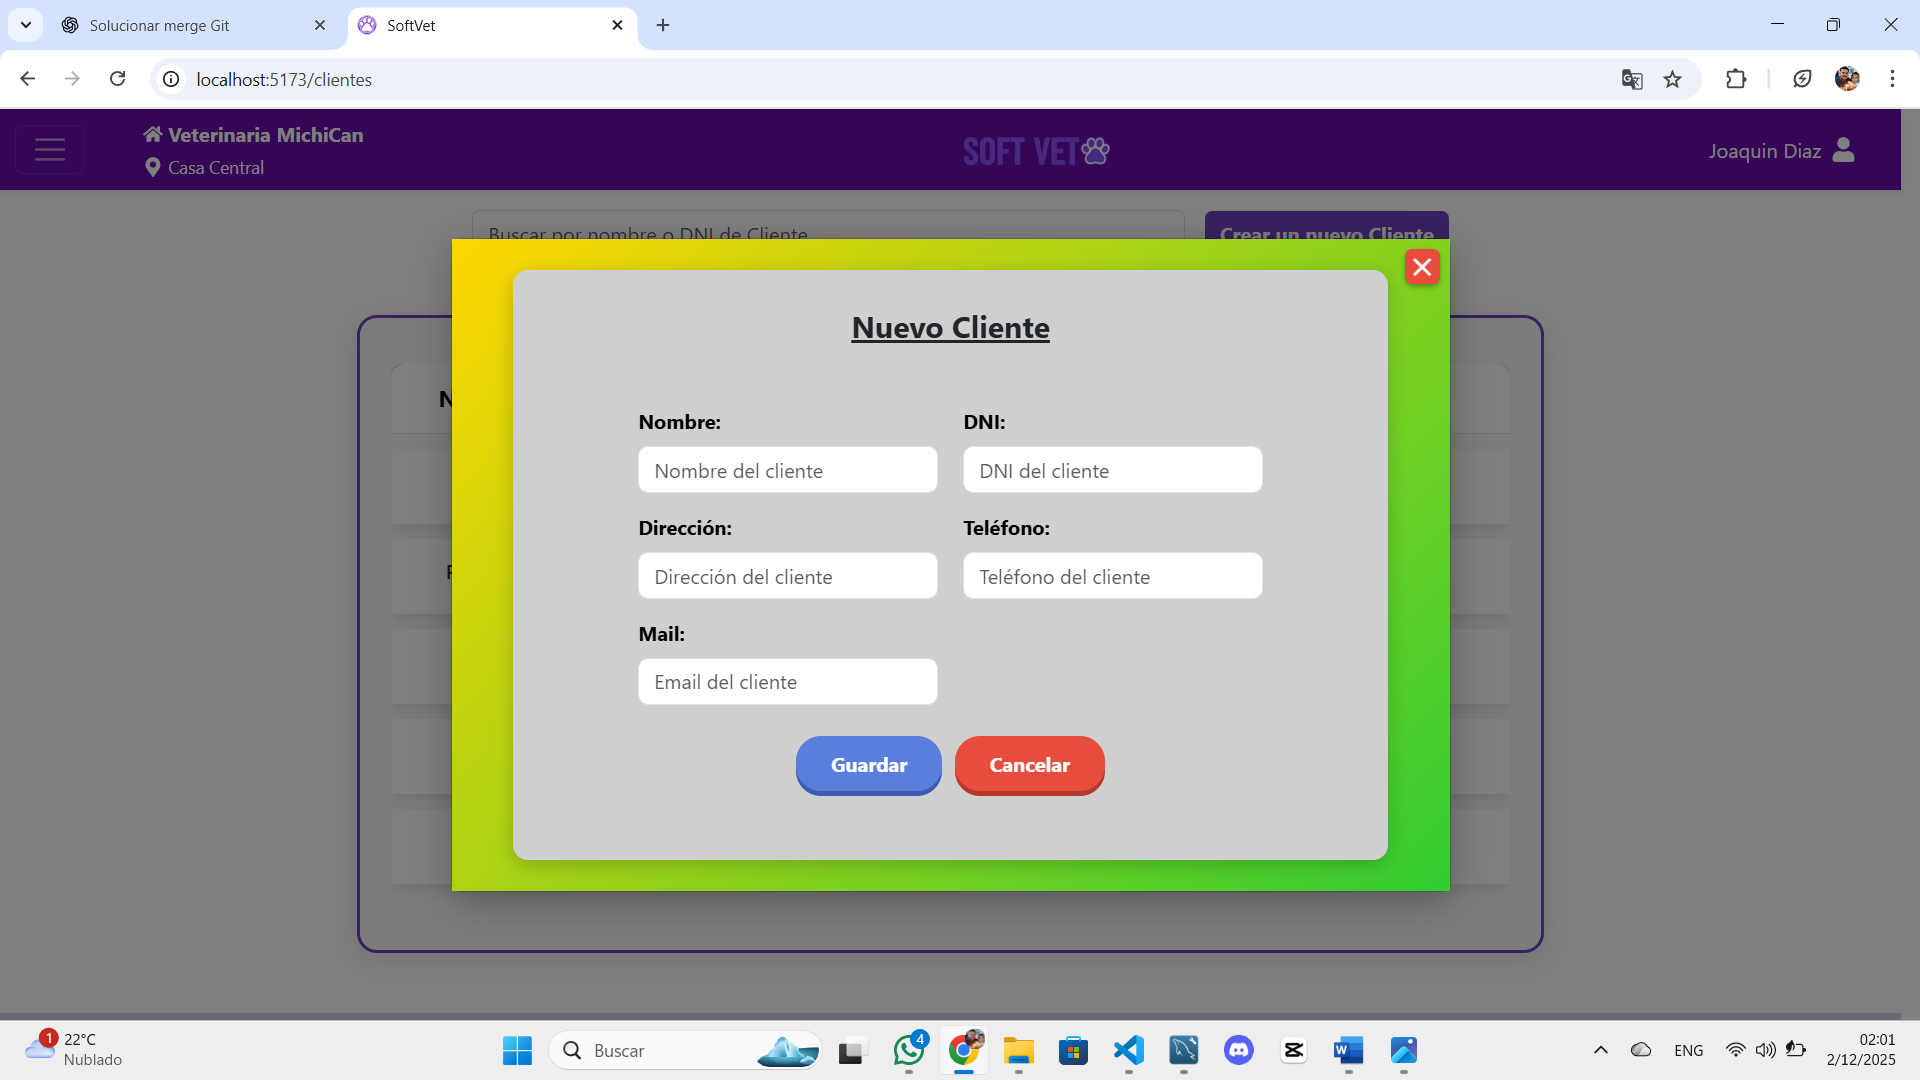 Solucionar merge Git
SoftVet
localhost:5173/clientes
Veterinaria MichiCan
Casa Central
SOFT VET
Joaquin Diaz
Buscar por nombre o DNI de Cliente
Crear un nuevo Cliente
Nuevo Cliente
Nombre:
DNI:
Nombre del cliente
DNI del cliente
Dirección:
Teléfono:
Dirección del cliente
Teléfono del cliente
Mail:
Email del cliente
Guardar
Cancelar
1
22°C
Nublado
Buscar
4
ENG
02:01
2/12/2025